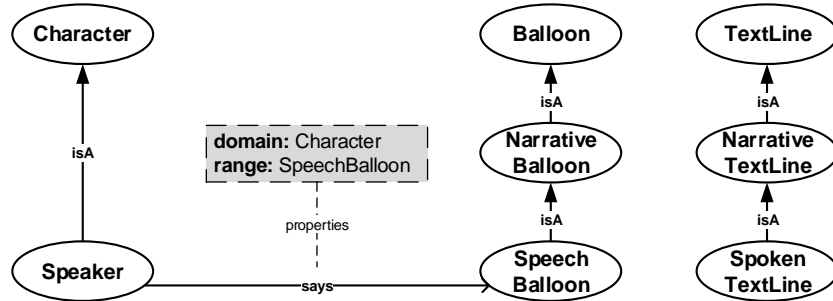 Character
Balloon
TextLine
isA
isA
isA
domain: Character
range: SpeechBalloon
Narrative
Balloon
Narrative
TextLine
properties
isA
isA
Speaker
says
Speech
Balloon
Spoken
TextLine